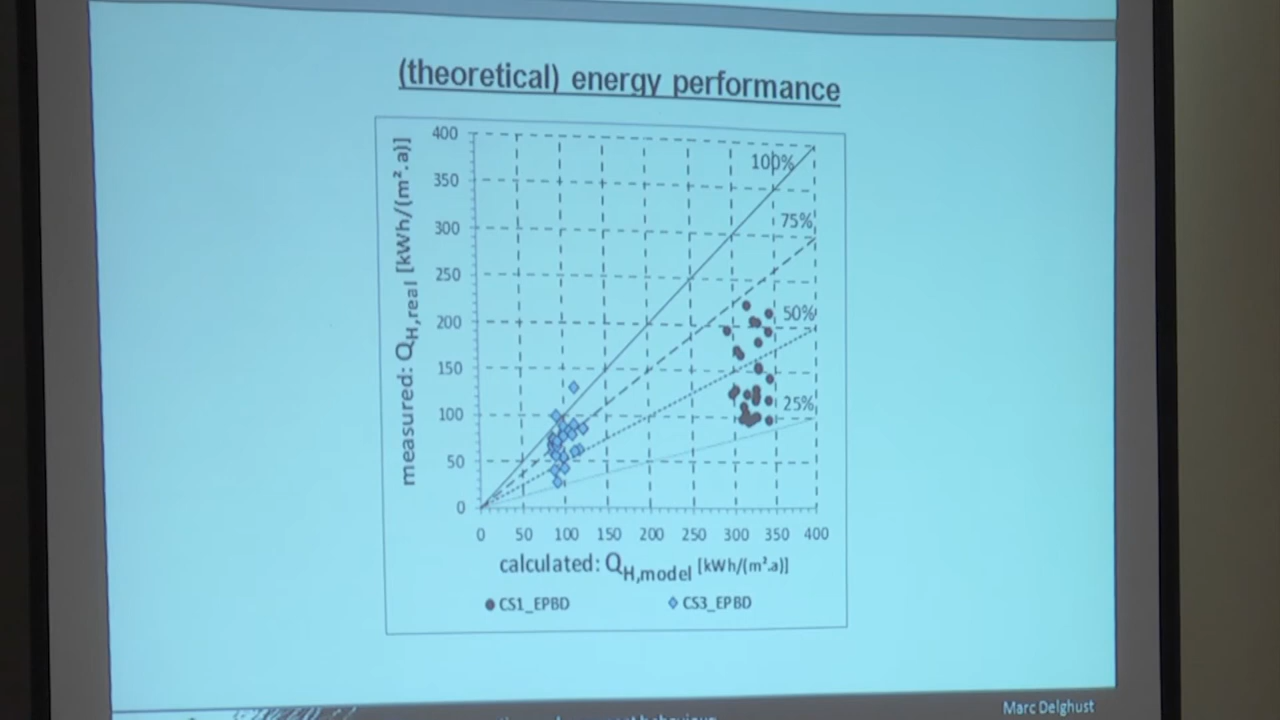 (theoretical) energy performance
measured: QH,real [kWh/(m².a)]
400
350
300
250
200
150
100
50
0
100%
75%
50%
25%
0 50 100 150 200 250 300 350 400
calculated: QH,model [kWh/(m².a)]
CS1_EPBD CS3_EPBD
Marc Delghust